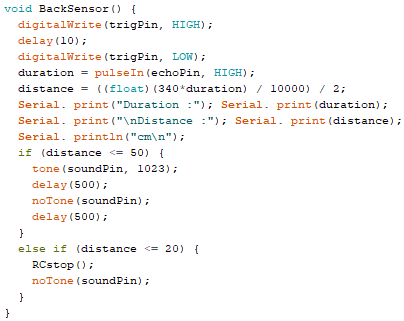 void BackSensor() {
  digitalWrite(trigPin, HIGH);
  delay(10);
  digitalWrite(trigPin, LOW);
  duration = pulseIn(echoPin, HIGH);
  distance = ((float)(340*duration) / 10000) / 2;
  Serial. print("Duration :"); Serial. print(duration);
  Serial. print("\nDistance :"); Serial. print(distance);
  Serial. println("cm\n");
  if (distance <= 50) {
    tone(soundPin, 1023);
    delay(500);
    noTone(soundPin);
    delay(500);
  }
  else if (distance <= 20) {
    RCstop();
    noTone(soundPin);
  }
}